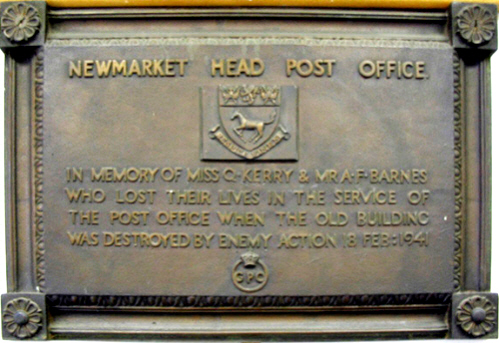 NEWMARKET HEAD POST OFFICE.
IN MEMORY OF MISS O·KERRY & MR A·F·BARNES
WHO LOST THEIR LIVES IN THE SERVICE OF
THE POST OFFICE WHEN THE OLD BUILDING
WAS DESTROYED BY ENEMY ACTION 18 FEB: 1941